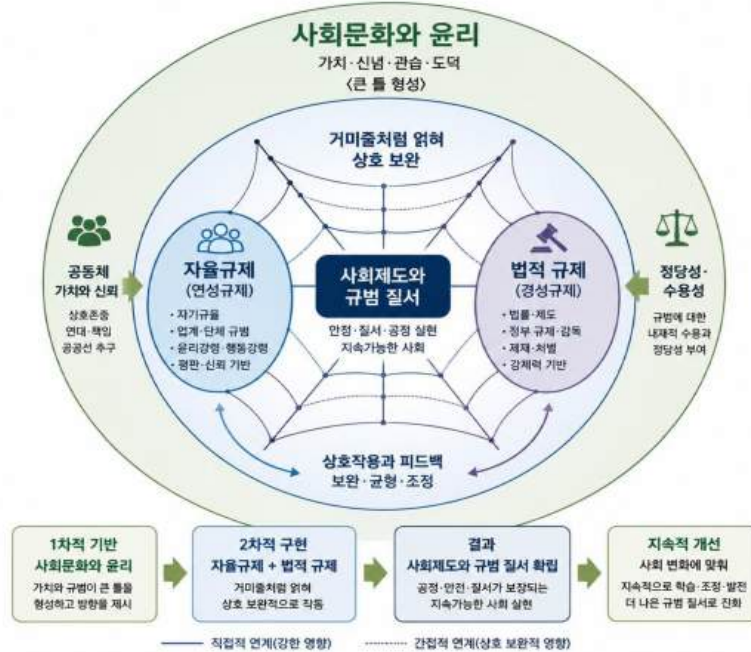 사회문화와 윤리
가치·신념·관습·도덕
<큰 틀 형성>
거미줄처럼 얽혀
상호 보완
공동체
가치와 신뢰
상호존중
연대·책임
공공선 추구
자율규제
(연성규제)
• 자기규율
• 업계·단체 규범
• 윤리강령·행동강령
• 평판·신뢰 기반
사회제도와
규범 질서
안정·질서·공정 실현
지속가능한 사회
법적 규제
(경성규제)
• 법률·제도
• 정부 규제·감독
• 제재·처벌
• 강제력 기반
정당성·
수용성
규범에 대한
내재적 수용과
정당성 부여
상호작용과 피드백
보완·균형·조정
1차적 기반
사회문화와 윤리
가치와 규범이 큰 틀을
형성하고 방향을 제시
2차적 구현
자율규제 + 법적 규제
거미줄처럼 얽혀
상호 보완적으로 작동
결과
사회제도와 규범 질서 확립
공정·안전·질서가 보장되는
지속가능한 사회 실현
지속적 개선
사회 변화에 맞춰
지속적으로 학습·조정·발전
더 나은 규범 질서로 진화
직접적 연계(강한 영향)
간접적 연계(상호 보완적 영향)